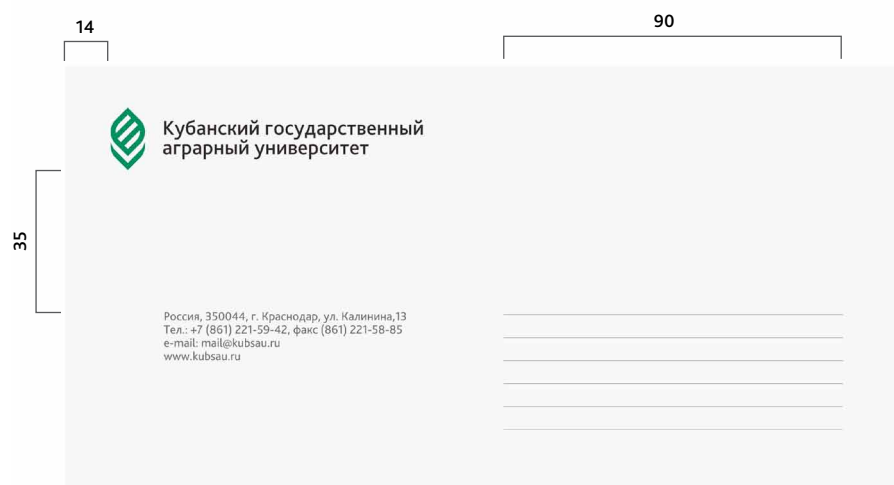 14
90
Кубанский государственный
аграрный университет
35
Россия, 350044, г. Краснодар, ул. Калинина,13
Тел.: +7 (861) 221-59-42, факс (861) 221-58-85
e-mail: mail@kubsau.ru
www.kubsau.ru